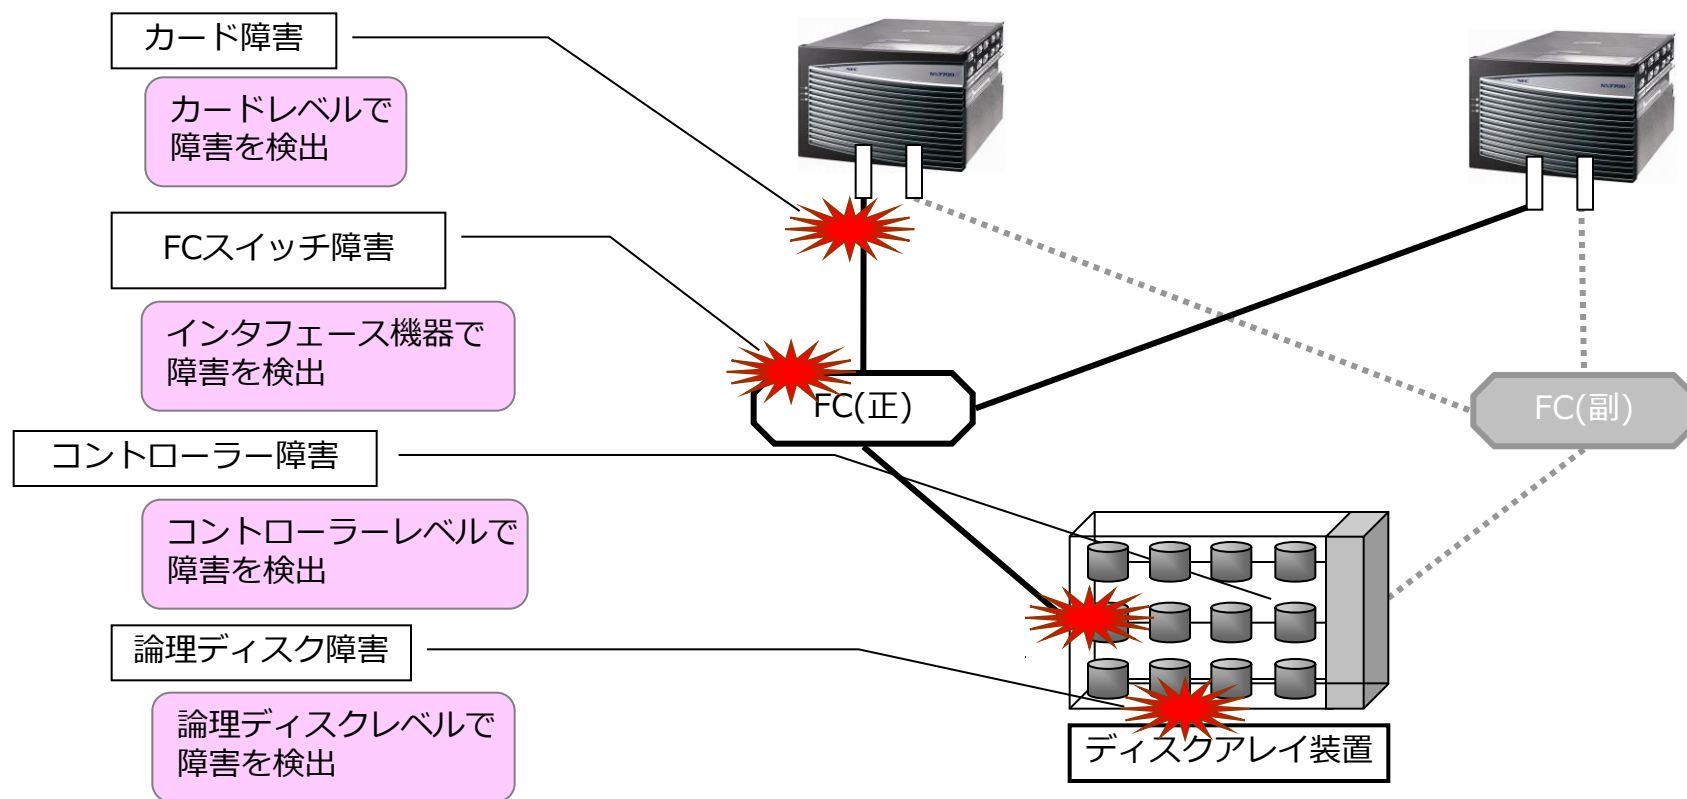 カード障害
カードレベルで
障害を検出
FCスイッチ障害
インタフェース機器で
障害を検出
FC(正)
FC(副)
コントローラー障害
コントローラーレベルで
障害を検出
論理ディスク障害
論理ディスクレベルで
障害を検出
ディスクアレイ装置